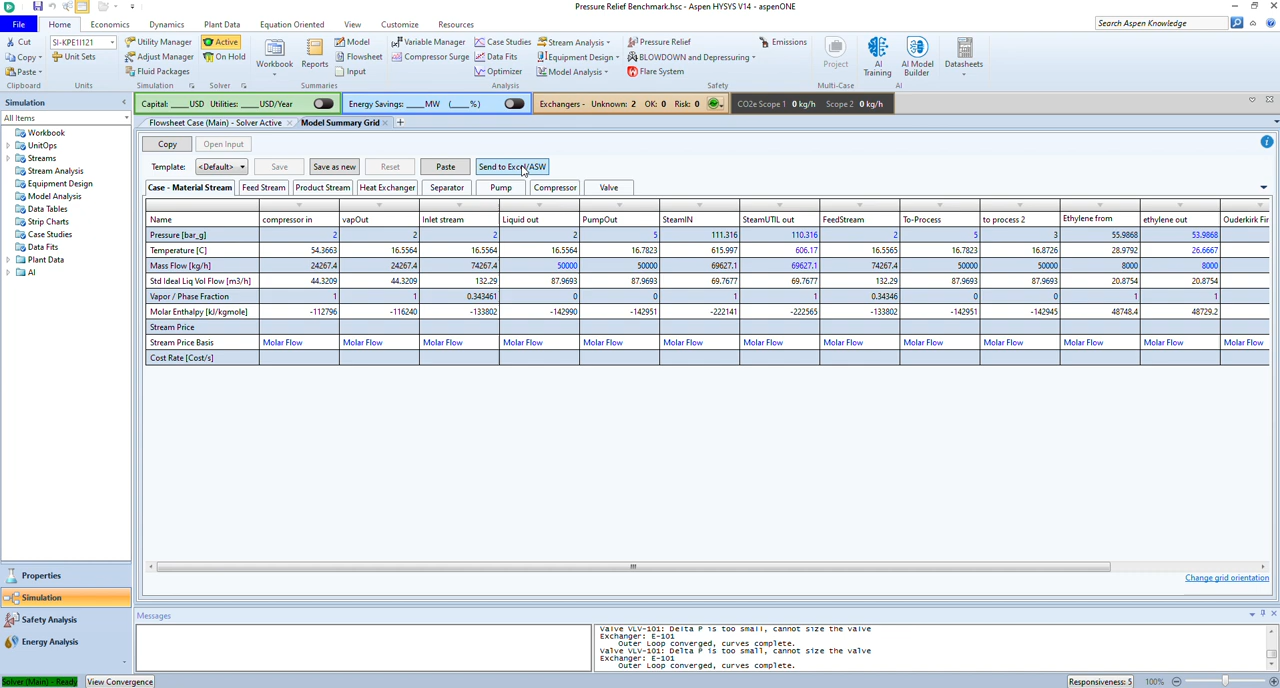 Pressure Relief Benchmark.hsc - Aspen HYSYS V14 - aspenONE
File Home Economics Dynamics Plant Data Equation Oriented View Customize Resources Search Aspen Knowledge
Cut SI-KPE1I121 Utility Manager Active Model Variable Manager Case Studies Stream Analysis Pressure Relief Emissions
Copy Unit Sets Adjust Manager On Hold Workbook Reports Flowsheet Compressor Surge Data Fits Equipment Design BLOWDOWN and Depressuring Project AI Training AI Model Builder Datasheets
Paste Fluid Packages Input Optimizer Model Analysis Flare System
Clipboard Units Simulation Solver Summaries Analysis Safety Multi-Case AI
Simulation
Capital: ____USD Utilities: ____USD/Year Energy Savings: ____MW (____%) Exchangers - Unknown: 2 OK: 0 Risk: 0 CO2e Scope 1 0 kg/h Scope 2 0 kg/h
All Items
Flowsheet Case (Main) - Solver Active Model Summary Grid +
Workbook
UnitOps
Streams
Stream Analysis
Equipment Design
Model Analysis
Data Tables
Strip Charts
Case Studies
Data Fits
Plant Data
AI
Copy Open Input
Template: <Default> Save Save as new Reset Paste Send to Excel/ASW
Case - Material Stream Feed Stream Product Stream Heat Exchanger Separator Pump Compressor Valve
Name compressor in vapOut Inlet stream Liquid out PumpOut SteamIN SteamUTIL out FeedStream To-Process to process 2 Ethylene from ethylene out Ouderkirk Fir
Pressure [bar_g] 2 2 2 2 5 111.316 110.316 2 5 3 55.9868 53.9868
Temperature [C] 54.3663 16.5564 16.5564 16.5564 16.7823 615.997 606.17 16.5565 16.7823 16.8726 28.9792 26.6667
Mass Flow [kg/h] 24267.4 24267.4 74267.4 50000 50000 69627.1 69627.1 74267.4 50000 50000 8000 8000
Std Ideal Liq Vol Flow [m3/h] 44.3209 44.3209 132.29 87.9693 87.9693 69.7677 69.7677 132.29 87.9693 87.9693 20.8754 20.8754
Vapor / Phase Fraction 1 1 0.343461 0 0 1 1 0.34346 0 0 1 1
Molar Enthalpy [kJ/kgmole] -112796 -116240 -133802 -142990 -142951 -222141 -222565 -133802 -142951 -142945 48748.4 48729.2
Stream Price
Stream Price Basis Molar Flow Molar Flow Molar Flow Molar Flow Molar Flow Molar Flow Molar Flow Molar Flow Molar Flow Molar Flow Molar Flow Molar Flow Molar Flow
Cost Rate [Cost/s]
Change grid orientation
Properties
Simulation
Safety Analysis
Energy Analysis
Messages
Valve VLV-101: Delta P is too small, cannot size the valve
Exchanger: E-101
Outer Loop converged, curves complete.
Valve VLV-101: Delta P is too small, cannot size the valve
Exchanger: E-101
Outer Loop converged, curves complete.
Solver (Main) - Ready View Convergence Responsiveness: 5 100%